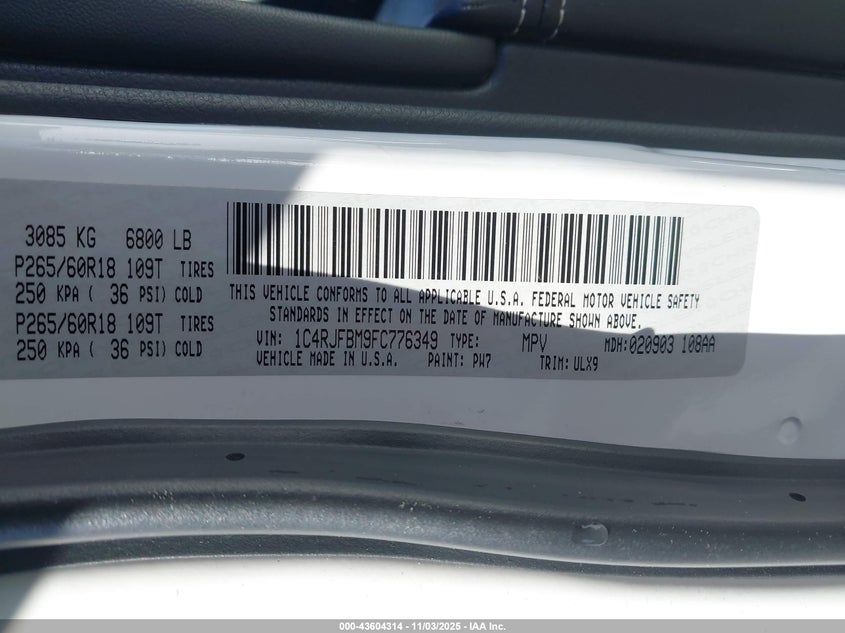 3085 KG 6800 LB
P265/60R18 109T TIRES
250 KPA ( 36 PSI) COLD
P265/60R18 109T TIRES
250 KPA ( 36 PSI) COLD
THIS VEHICLE CONFORMS TO ALL APPLICABLE U.S.A. FEDERAL MOTOR VEHICLE SAFETY
STANDARDS IN EFFECT ON THE DATE OF MANUFACTURE SHOWN ABOVE.
VIN: 1C4RJFBM9FC776349 TYPE: MPV MDH:020903 108AA
VEHICLE MADE IN U.S.A. PAINT: PW7 TRIM: ULX9
000-43604314 - 11/03/2025 - IAA Inc.